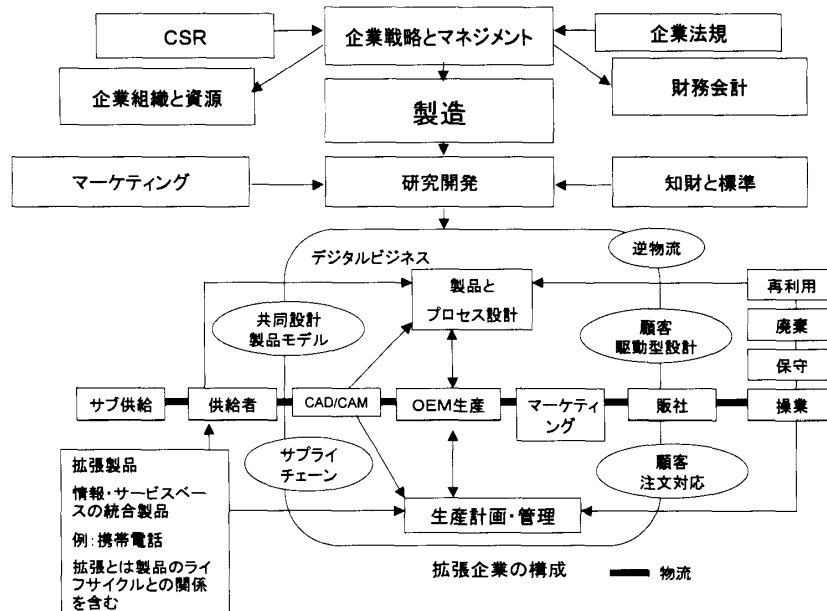 CSR
企業戦略とマネジメント
企業法規
企業組織と資源
財務会計
製造
マーケティング
研究開発
知財と標準
デジタルビジネス
逆物流
製品と
プロセス設計
再利用
共同設計
製品モデル
顧客
駆動型設計
廃棄
保守
サブ供給
供給者
CAD/CAM
OEM生産
マーケティ
ング
販社
操業
サプライ
チェーン
顧客
注文対応
拡張製品
情報・サービスベー
スの統合製品
例:携帯電話
拡張とは製品のライ
フサイクルとの関係
を含む
生産計画・管理
拡張企業の構成
物流